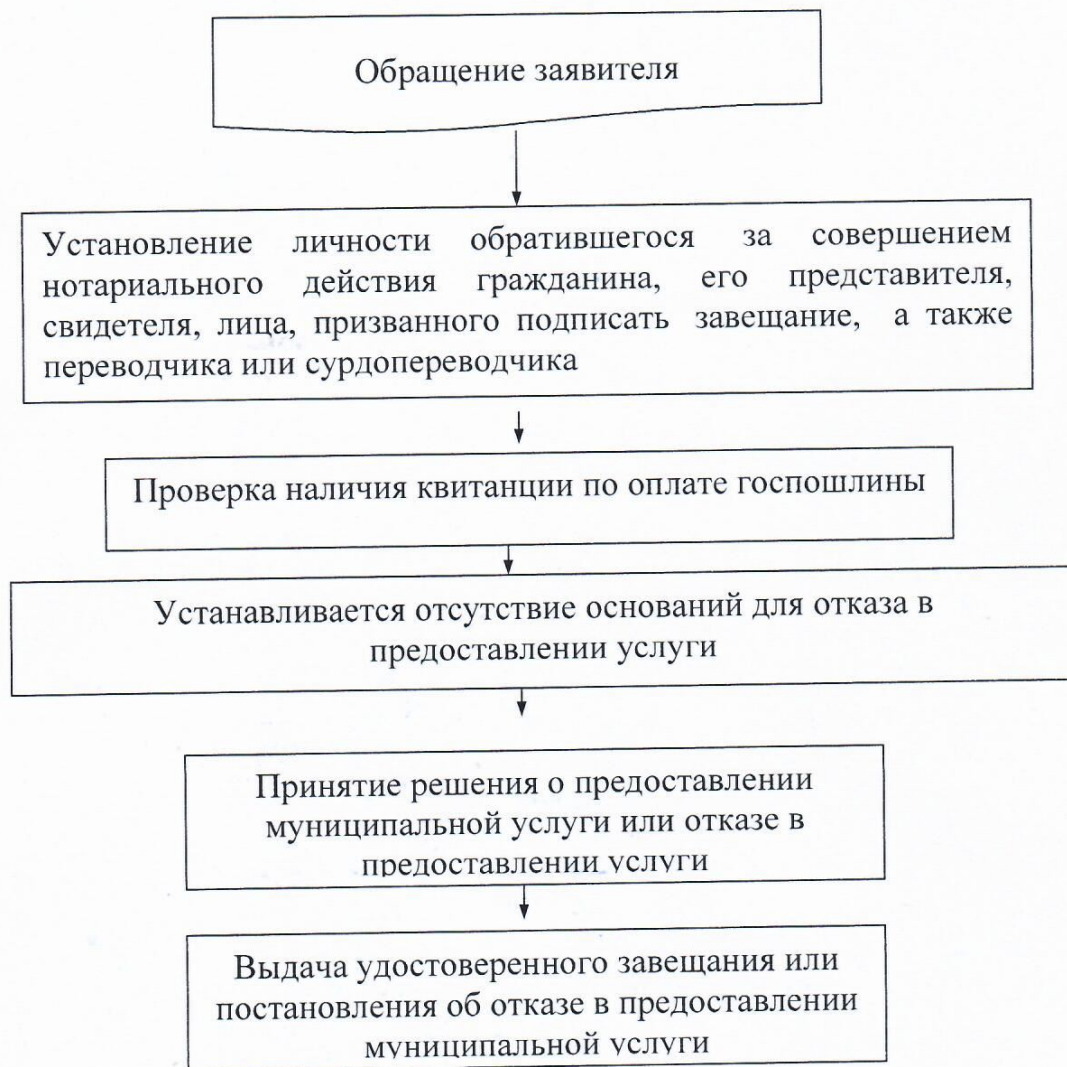 Обращение заявителя
Установление личности обратившегося за совершением
нотариального действия гражданина, его представителя,
свидетеля, лица, призванного подписать завещание, а также
переводчика или сурдопереводчика
Проверка наличия квитанции по оплате госпошлины
Устанавливается отсутствие оснований для отказа в
предоставлении услуги
Принятие решения о предоставлении
муниципальной услуги или отказе в
предоставлении услуги
Выдача удостоверенного завещания или
постановления об отказе в предоставлении
муниципальной услуги